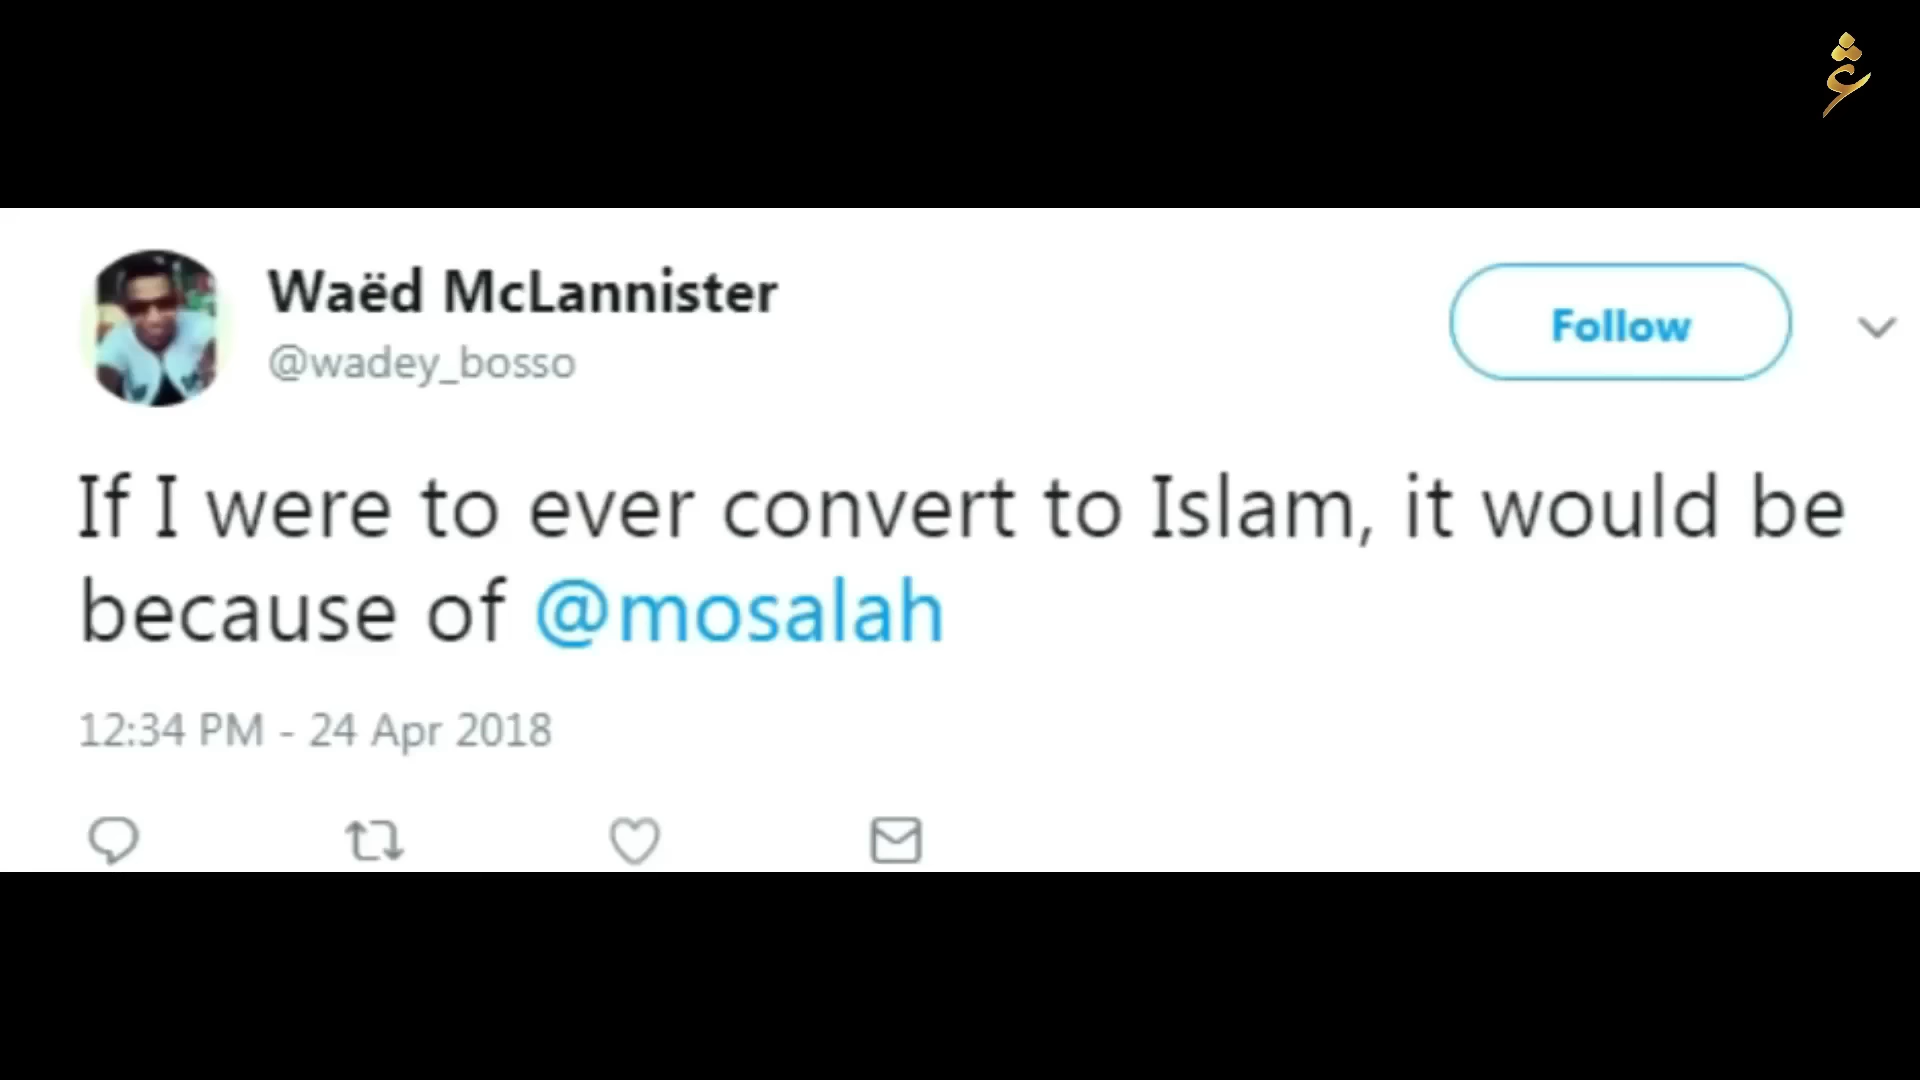 Waëd McLannister
@wadey_bosso
Follow
If I were to ever convert to Islam, it would be
because of @mosalah
12:34 PM - 24 Apr 2018